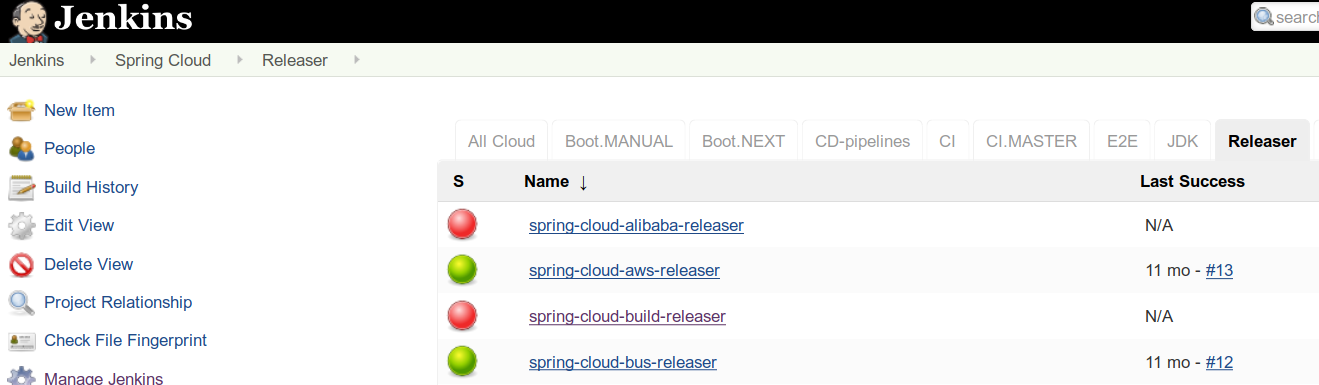 Jenkins
search
Jenkins Spring Cloud Releaser
New Item
People
Build History
Edit View
Delete View
Project Relationship
Check File Fingerprint
Manage Jenkins
All Cloud Boot.MANUAL Boot.NEXT CD-pipelines CI CI.MASTER E2E JDK Releaser
S Name ↓ Last Success
spring-cloud-alibaba-releaser N/A
spring-cloud-aws-releaser 11 mo - #13
spring-cloud-build-releaser N/A
spring-cloud-bus-releaser 11 mo - #12